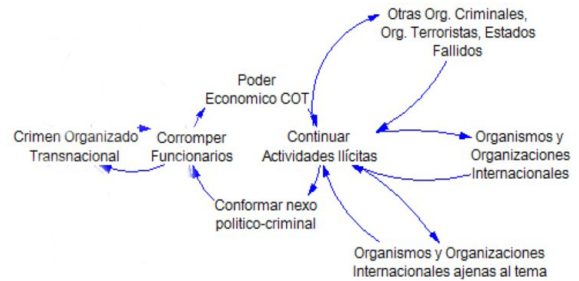 Otras Org. Criminales,
Org. Terroristas, Estados
Fallidos
Poder
Economico COT
Crimen Organizado
Transnacional
Corromper
Funcionarios
Continuar
Actividades Ilícitas
Organismos y
Organizaciones
Internacionales
Conformar nexo
politico-criminal
Organismos y Organizaciones
Internacionales ajenas al tema